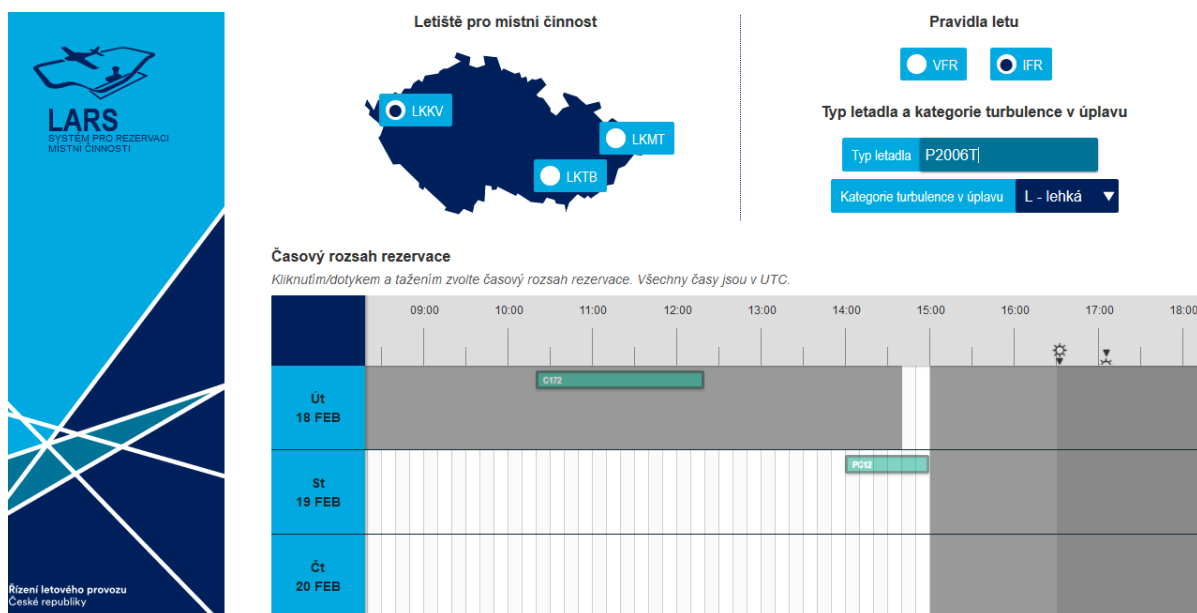 LARS
SYSTÉM PRO REZERVACI
MÍSTNÍ ČINNOSTI
Řízení letového provozu
České republiky
Letiště pro místní činnost
LKKV
LKMT
LKTB
Pravidla letu
VFR
IFR
Typ letadla a kategorie turbulence v úplavu
Typ letadla P2006T
Kategorie turbulence v úplavu L - lehká
Časový rozsah rezervace
Kliknutím/dotykem a tažením zvolte časový rozsah rezervace. Všechny časy jsou v UTC.
09:00 10:00 11:00 12:00 13:00 14:00 15:00 16:00 17:00 18:00
Út
18 FEB
C172
St
19 FEB
PC12
Čt
20 FEB